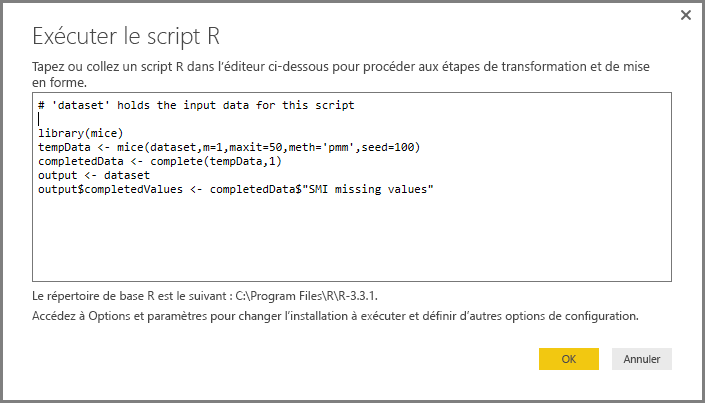 Exécuter le script R
Tapez ou collez un script R dans l'éditeur ci-dessous pour procéder aux étapes de transformation et de mise
en forme.
# 'dataset' holds the input data for this script
library(mice)
tempData <- mice(dataset,m=1,maxit=50,meth='pmm',seed=100)
completedData <- complete(tempData,1)
output <- dataset
output$completedValues <- completedData$"SMI missing values"
Le répertoire de base R est le suivant : C:\Program Files\R\R-3.3.1.
Accédez à Options et paramètres pour changer l'installation à exécuter et définir d'autres options de configuration.
OK
Annuler